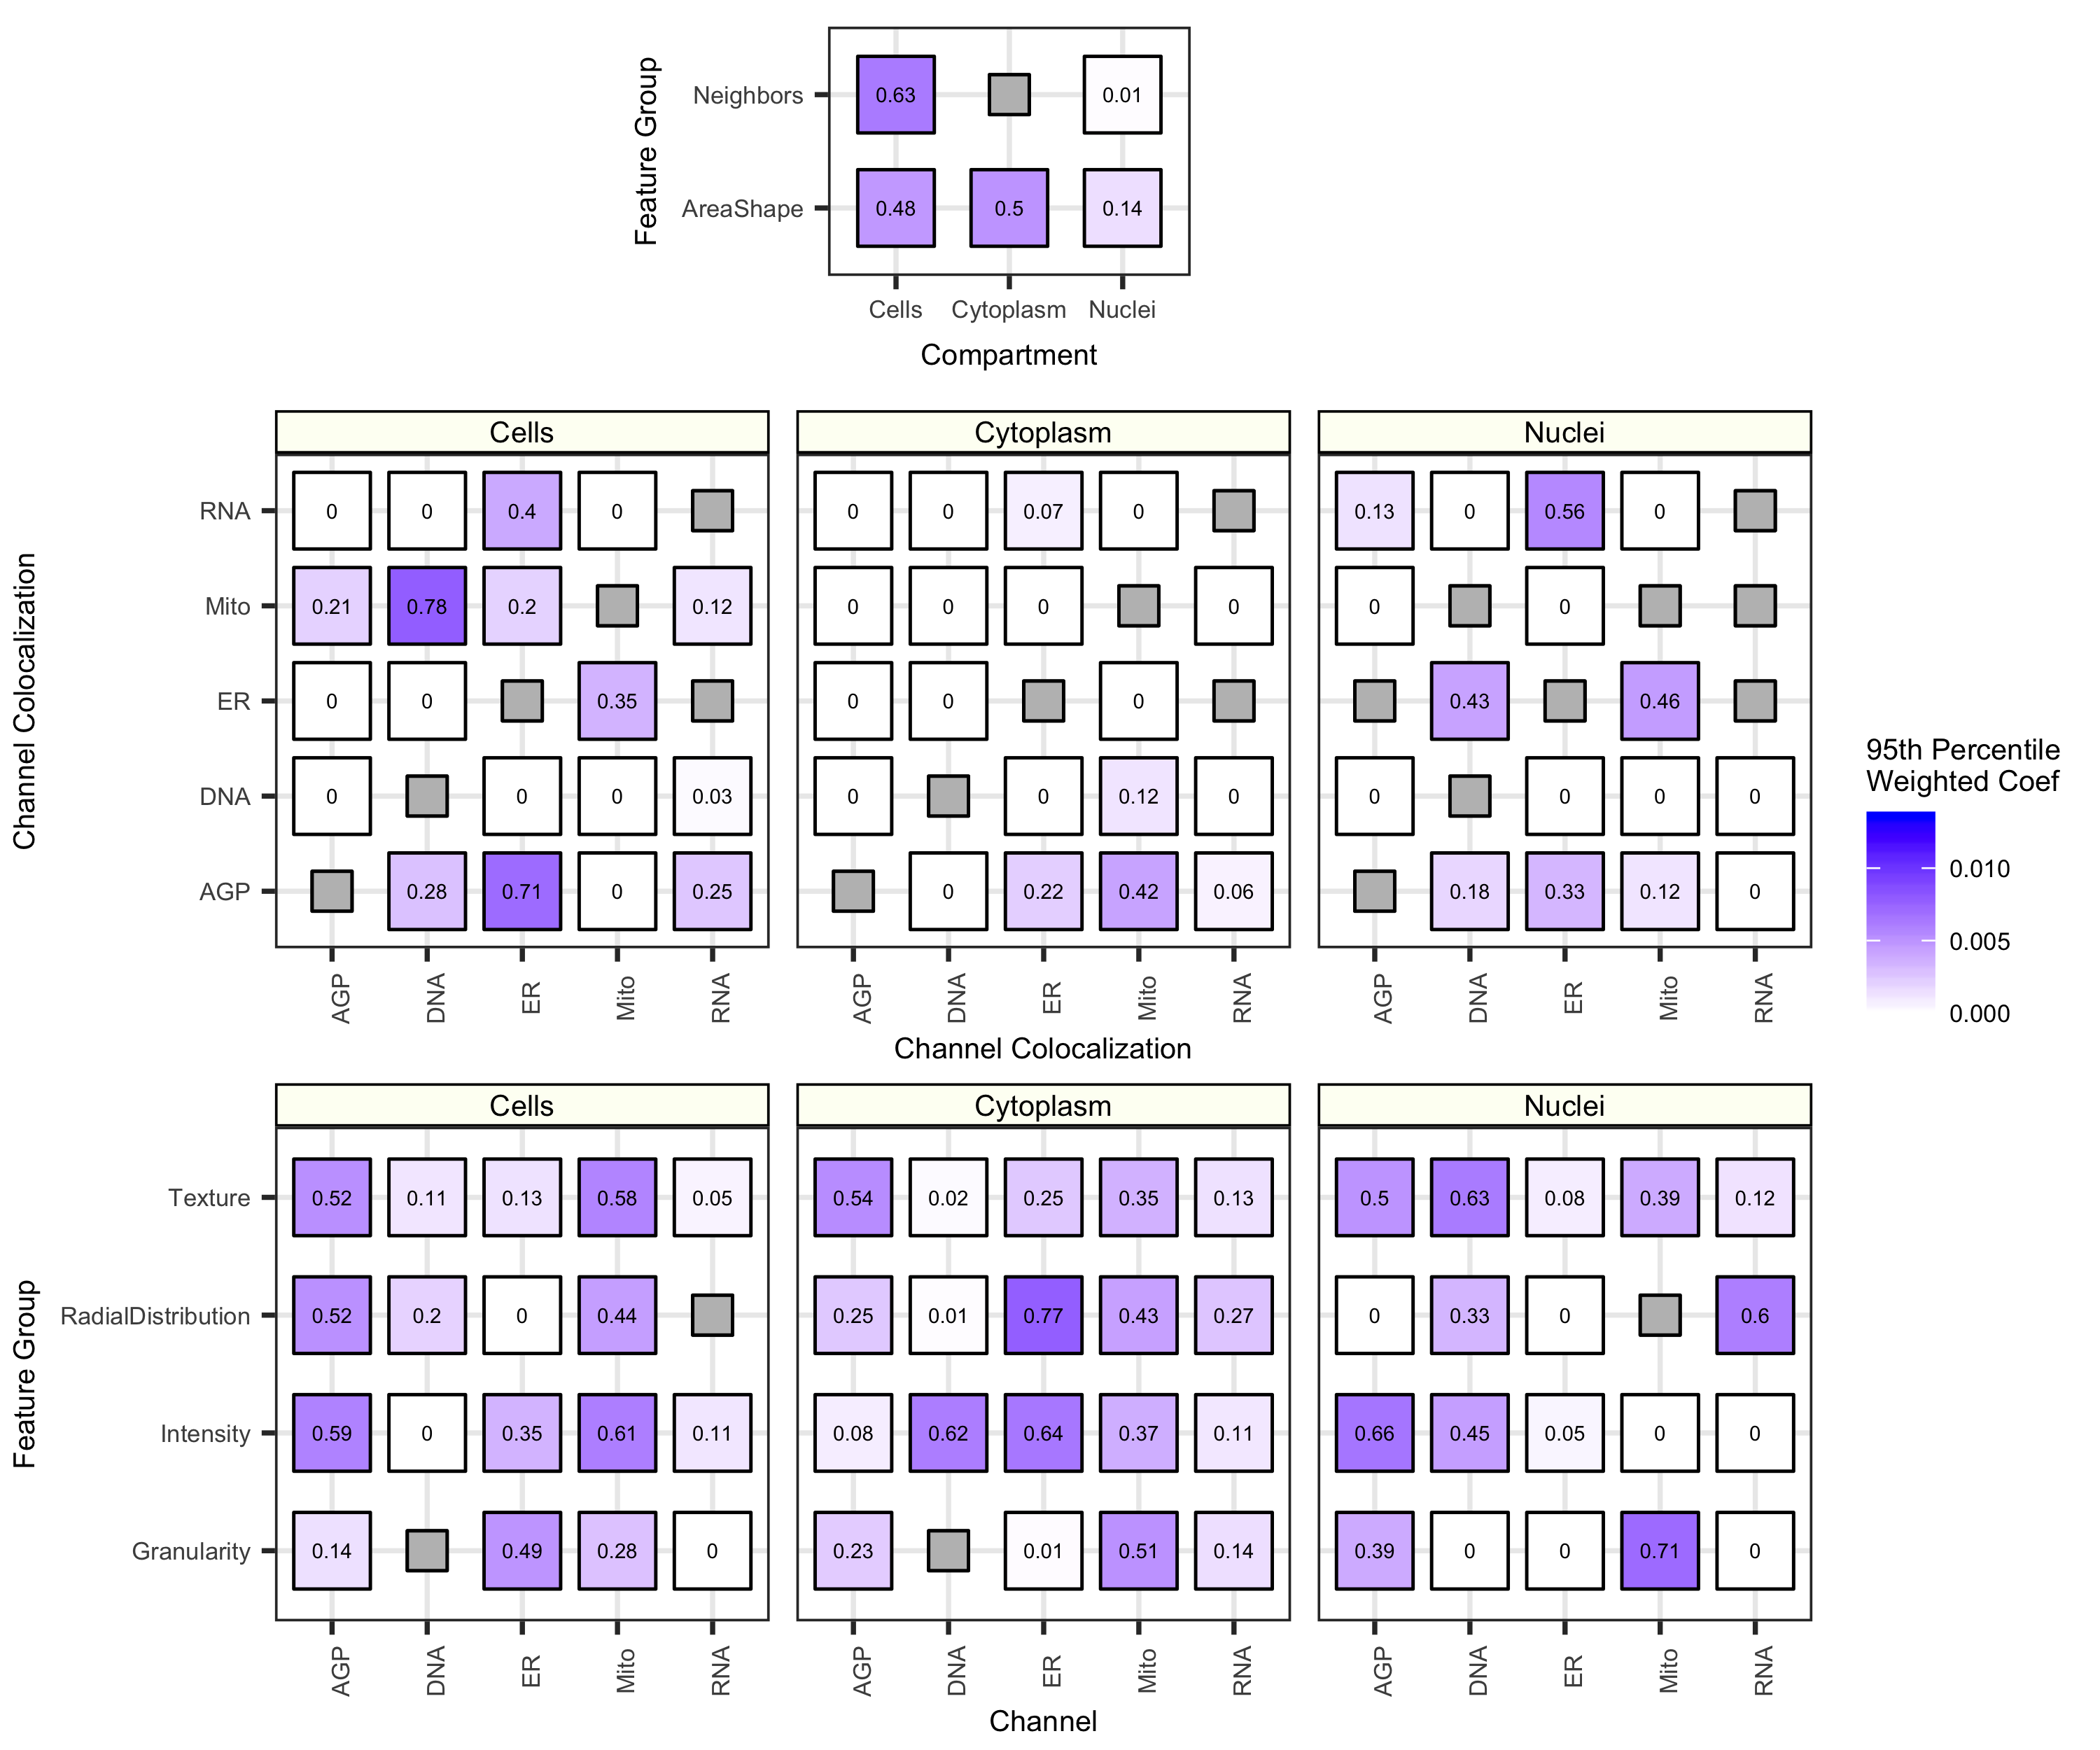 Feature Group
Neighbors 0.63 0.01
AreaShape 0.48 0.5 0.14
Cells Cytoplasm Nuclei
Compartment
Channel Colocalization
Cells Cytoplasm Nuclei
RNA 0 0 0.4 0 0 0 0.07 0 0.13 0 0.56 0
Mito 0.21 0.78 0.2 0.12 0 0 0 0 0 0
ER 0 0 0.35 0 0 0 0.43 0.46
DNA 0 0 0 0.03 0 0 0.12 0 0 0 0 0
AGP 0.28 0.71 0 0.25 0 0.22 0.42 0.06 0.18 0.33 0.12 0
AGP DNA ER Mito RNA AGP DNA ER Mito RNA AGP DNA ER Mito RNA
Channel Colocalization
95th Percentile
Weighted Coef
0.010
0.005
0.000
Feature Group
Cells Cytoplasm Nuclei
Texture 0.52 0.11 0.13 0.58 0.05 0.54 0.02 0.25 0.35 0.13 0.5 0.63 0.08 0.39 0.12
RadialDistribution 0.52 0.2 0 0.44 0.25 0.01 0.77 0.43 0.27 0 0.33 0 0.6
Intensity 0.59 0 0.35 0.61 0.11 0.08 0.62 0.64 0.37 0.11 0.66 0.45 0.05 0 0
Granularity 0.14 0.49 0.28 0 0.23 0.01 0.51 0.14 0.39 0 0 0.71 0
AGP DNA ER Mito RNA AGP DNA ER Mito RNA AGP DNA ER Mito RNA
Channel